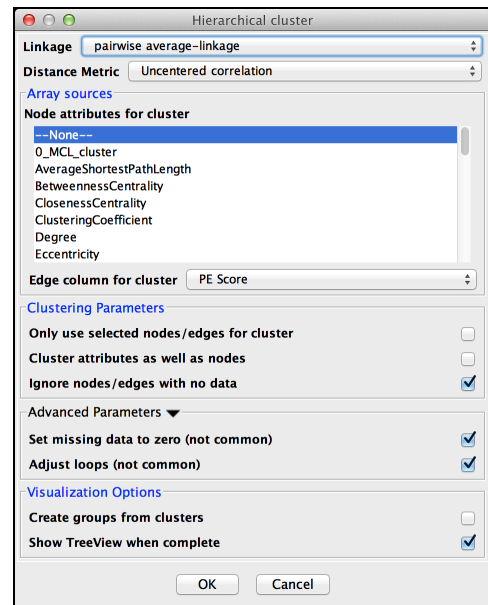 Hierarchical cluster
Linkage pairwise average-linkage
Distance Metric Uncentered correlation
Array sources
Node attributes for cluster
--None--
0_MCL_cluster
AverageShortestPathLength
BetweennessCentrality
ClosenessCentrality
ClusteringCoefficient
Degree
Eccentricity
Edge column for cluster PE Score
Clustering Parameters
Only use selected nodes/edges for cluster
Cluster attributes as well as nodes
Ignore nodes/edges with no data
Advanced Parameters
Set missing data to zero (not common)
Adjust loops (not common)
Visualization Options
Create groups from clusters
Show TreeView when complete
OK Cancel